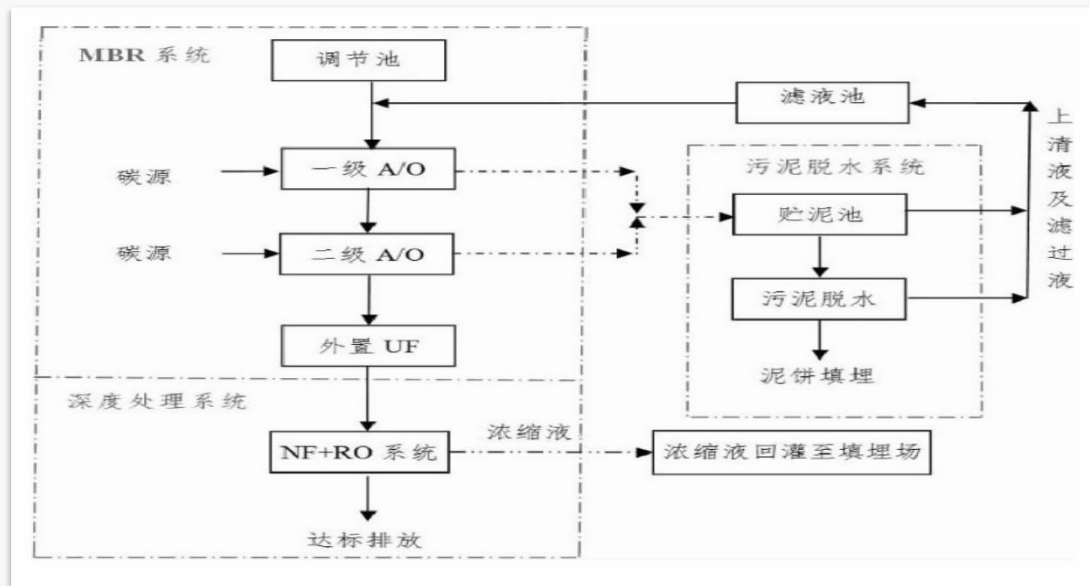 MBR 系统
调节池
滤液池
上清液及滤过液
碳源
一级 A/O
污泥脱水系统
贮泥池
碳源
二级 A/O
污泥脱水
外置 UF
泥饼填埋
深度处理系统
浓缩液
NF+RO 系统
浓缩液回灌至填埋场
达标排放